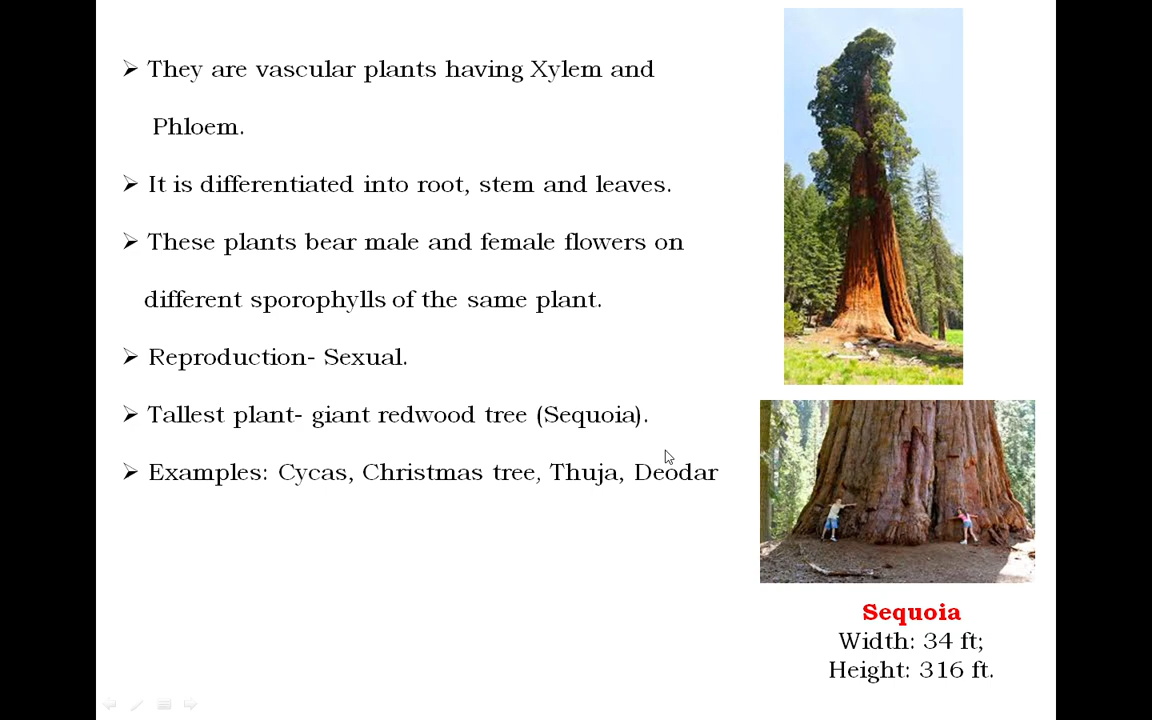 ➢ They are vascular plants having Xylem and
Phloem.
➢ It is differentiated into root, stem and leaves.
➢ These plants bear male and female flowers on
different sporophylls of the same plant.
➢ Reproduction- Sexual.
➢ Tallest plant- giant redwood tree (Sequoia).
➢ Examples: Cycas, Christmas tree, Thuja, Deodar
Sequoia
Width: 34 ft;
Height: 316 ft.